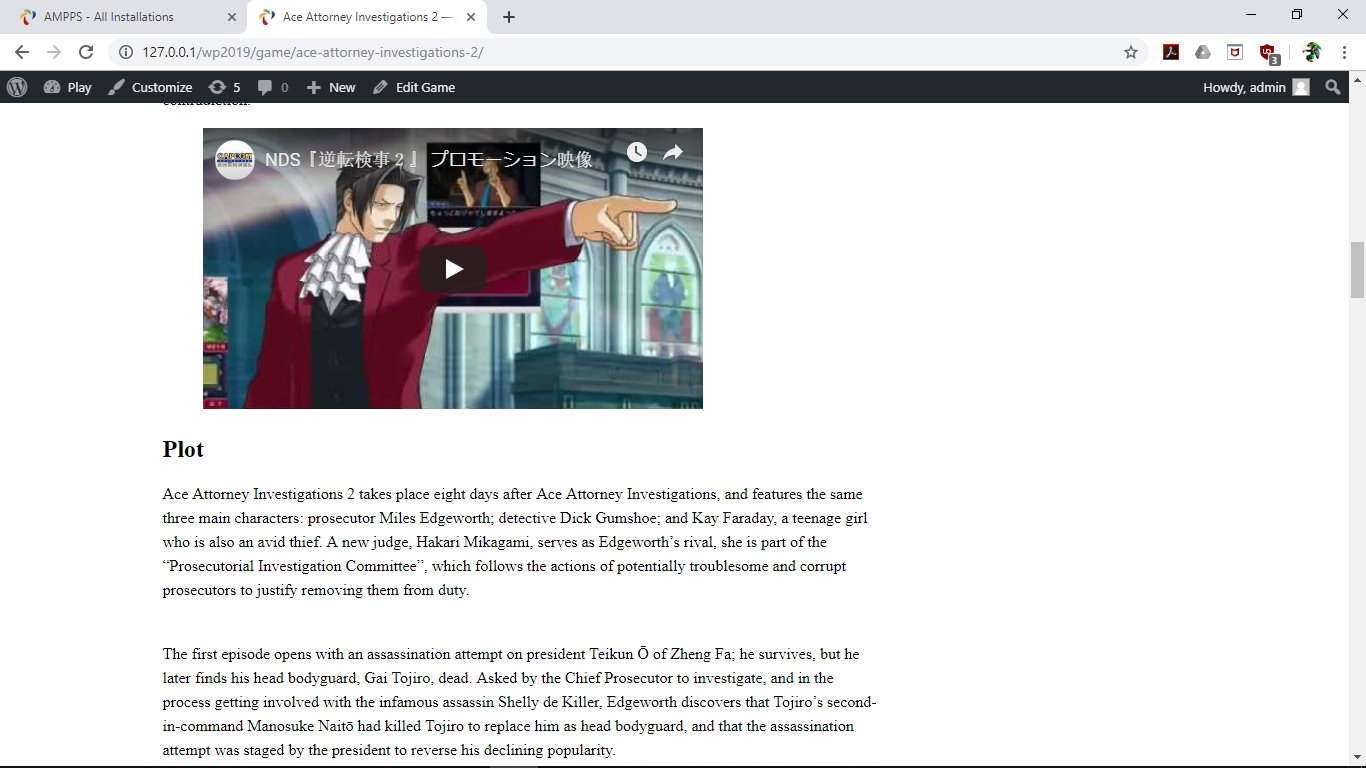 AMPPS - All Installations
Ace Attorney Investigations 2 —
127.0.0.1/wp2019/game/ace-attorney-investigations-2/
3
Play
Customize
5
0
New
Edit Game
Howdy, admin
contradiction.
CAPCOM
CHANNEL
NDS『逆転検事２』 プロモーション映像
Plot
Ace Attorney Investigations 2 takes place eight days after Ace Attorney Investigations, and features the same
three main characters: prosecutor Miles Edgeworth; detective Dick Gumshoe; and Kay Faraday, a teenage girl
who is also an avid thief. A new judge, Hakari Mikagami, serves as Edgeworth’s rival, she is part of the
“Prosecutorial Investigation Committee”, which follows the actions of potentially troublesome and corrupt
prosecutors to justify removing them from duty.
The first episode opens with an assassination attempt on president Teikun Ō of Zheng Fa; he survives, but he
later finds his head bodyguard, Gai Tojiro, dead. Asked by the Chief Prosecutor to investigate, and in the
process getting involved with the infamous assassin Shelly de Killer, Edgeworth discovers that Tojiro’s second-
in-command Manosuke Naitō had killed Tojiro to replace him as head bodyguard, and that the assassination
attempt was staged by the president to reverse his declining popularity.